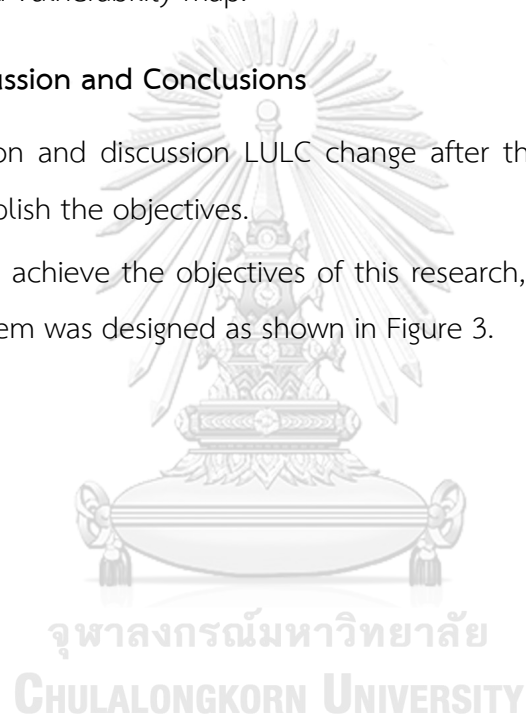 vulnerability map.
ussion and Conclusions
on and discussion LULC change after th
plish the objectives.
achieve the objectives of this research,
em was designed as shown in Figure 3.
จุฬาลงกรณ์มหาวิทยาลัย
CHULALONGKORN UNIVERSITY